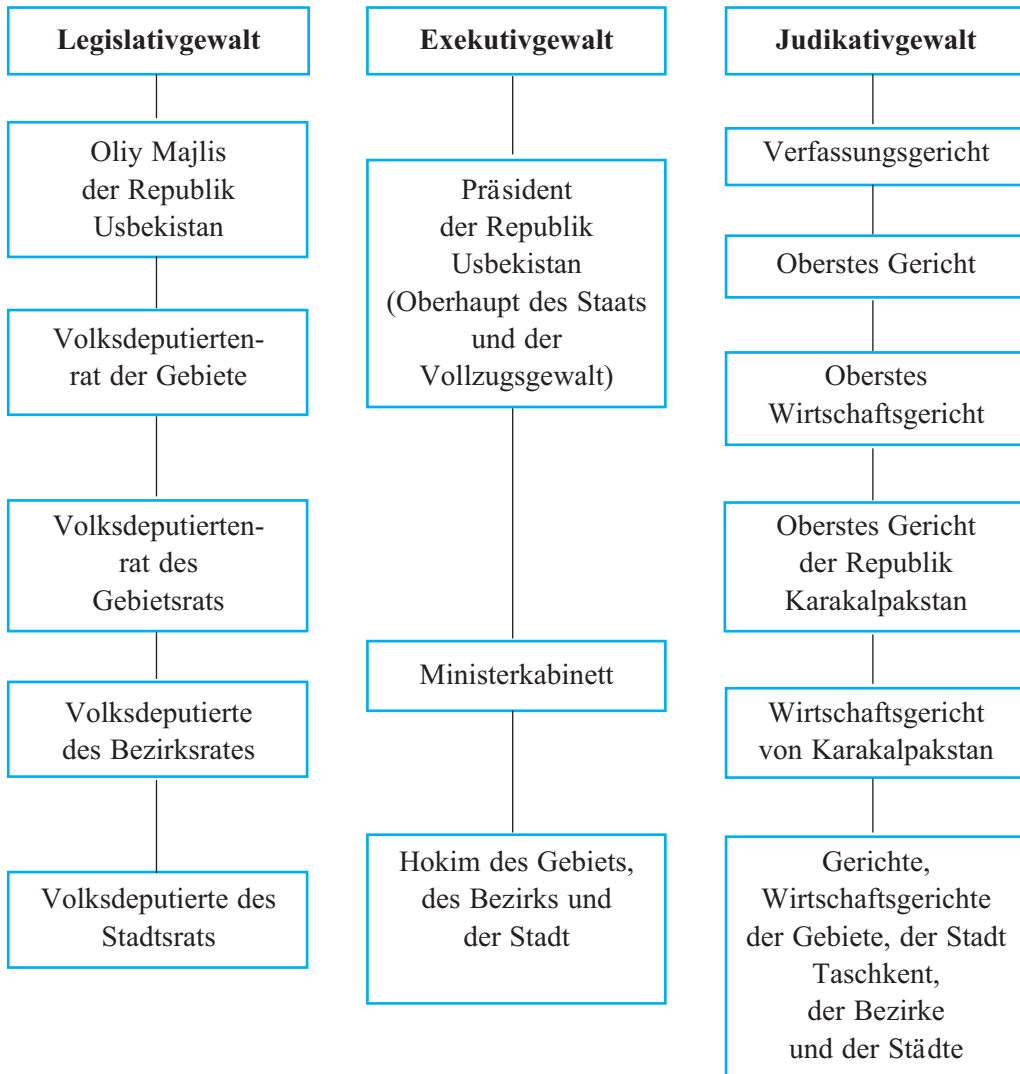 Legislativgewalt
Oliy Majlis
der Republik
Usbekistan
Volksdeputierten-
rat der Gebiete
Volksdeputierten-
rat des
Gebietsrats
Volksdeputierte
des Bezirksrates
Volksdeputierte des
Stadtsrats
Exekutivgewalt
Präsident
der Republik
Usbekistan
(Oberhaupt des Staats
und der
Vollzugsgewalt)
Ministerkabinett
Hokim des Gebiets,
des Bezirks und
der Stadt
Judikativgewalt
Verfassungsgericht
Oberstes Gericht
Oberstes
Wirtschaftsgericht
Oberstes Gericht
der Republik
Karakalpakstan
Wirtschaftsgericht
von Karakalpakstan
Gerichte,
Wirtschaftsgerichte
der Gebiete, der Stadt
Taschkent,
der Bezirke
und der Städte